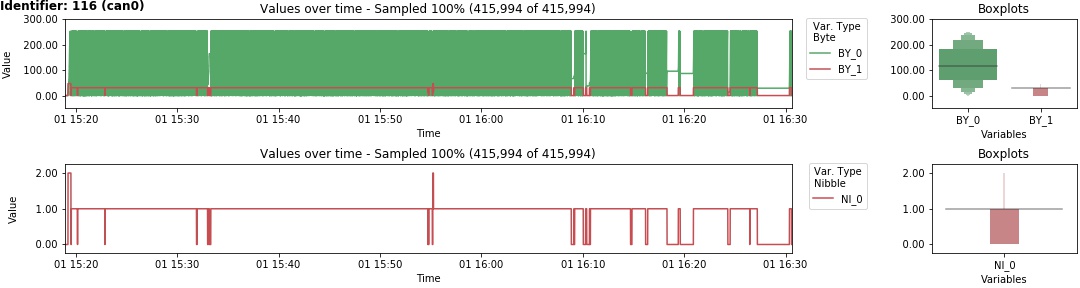 Identifier: 116 (can0)
Values over time - Sampled 100% (415,994 of 415,994)
Value
300.00
200.00
100.00
0.00
01 15:20 01 15:30 01 15:40 01 15:50 01 16:00 01 16:10 01 16:20 01 16:30
Time
Var. Type
Byte
BY_0
BY_1
Boxplots
300.00
200.00
100.00
0.00
BY_0 BY_1
Variables
Values over time - Sampled 100% (415,994 of 415,994)
Value
2.00
1.00
0.00
01 15:20 01 15:30 01 15:40 01 15:50 01 16:00 01 16:10 01 16:20 01 16:30
Time
Var. Type
Nibble
NI_0
Boxplots
2.00
1.00
0.00
NI_0
Variables